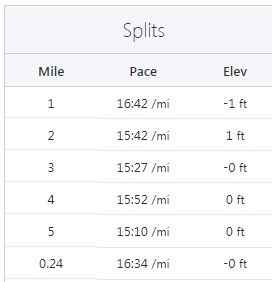 Splits
Mile Pace Elev
1 16:42 /mi -1 ft
2 15:42 /mi 1 ft
3 15:27 /mi -0 ft
4 15:52 /mi 0 ft
5 15:10 /mi 0 ft
0.24 16:34 /mi -0 ft